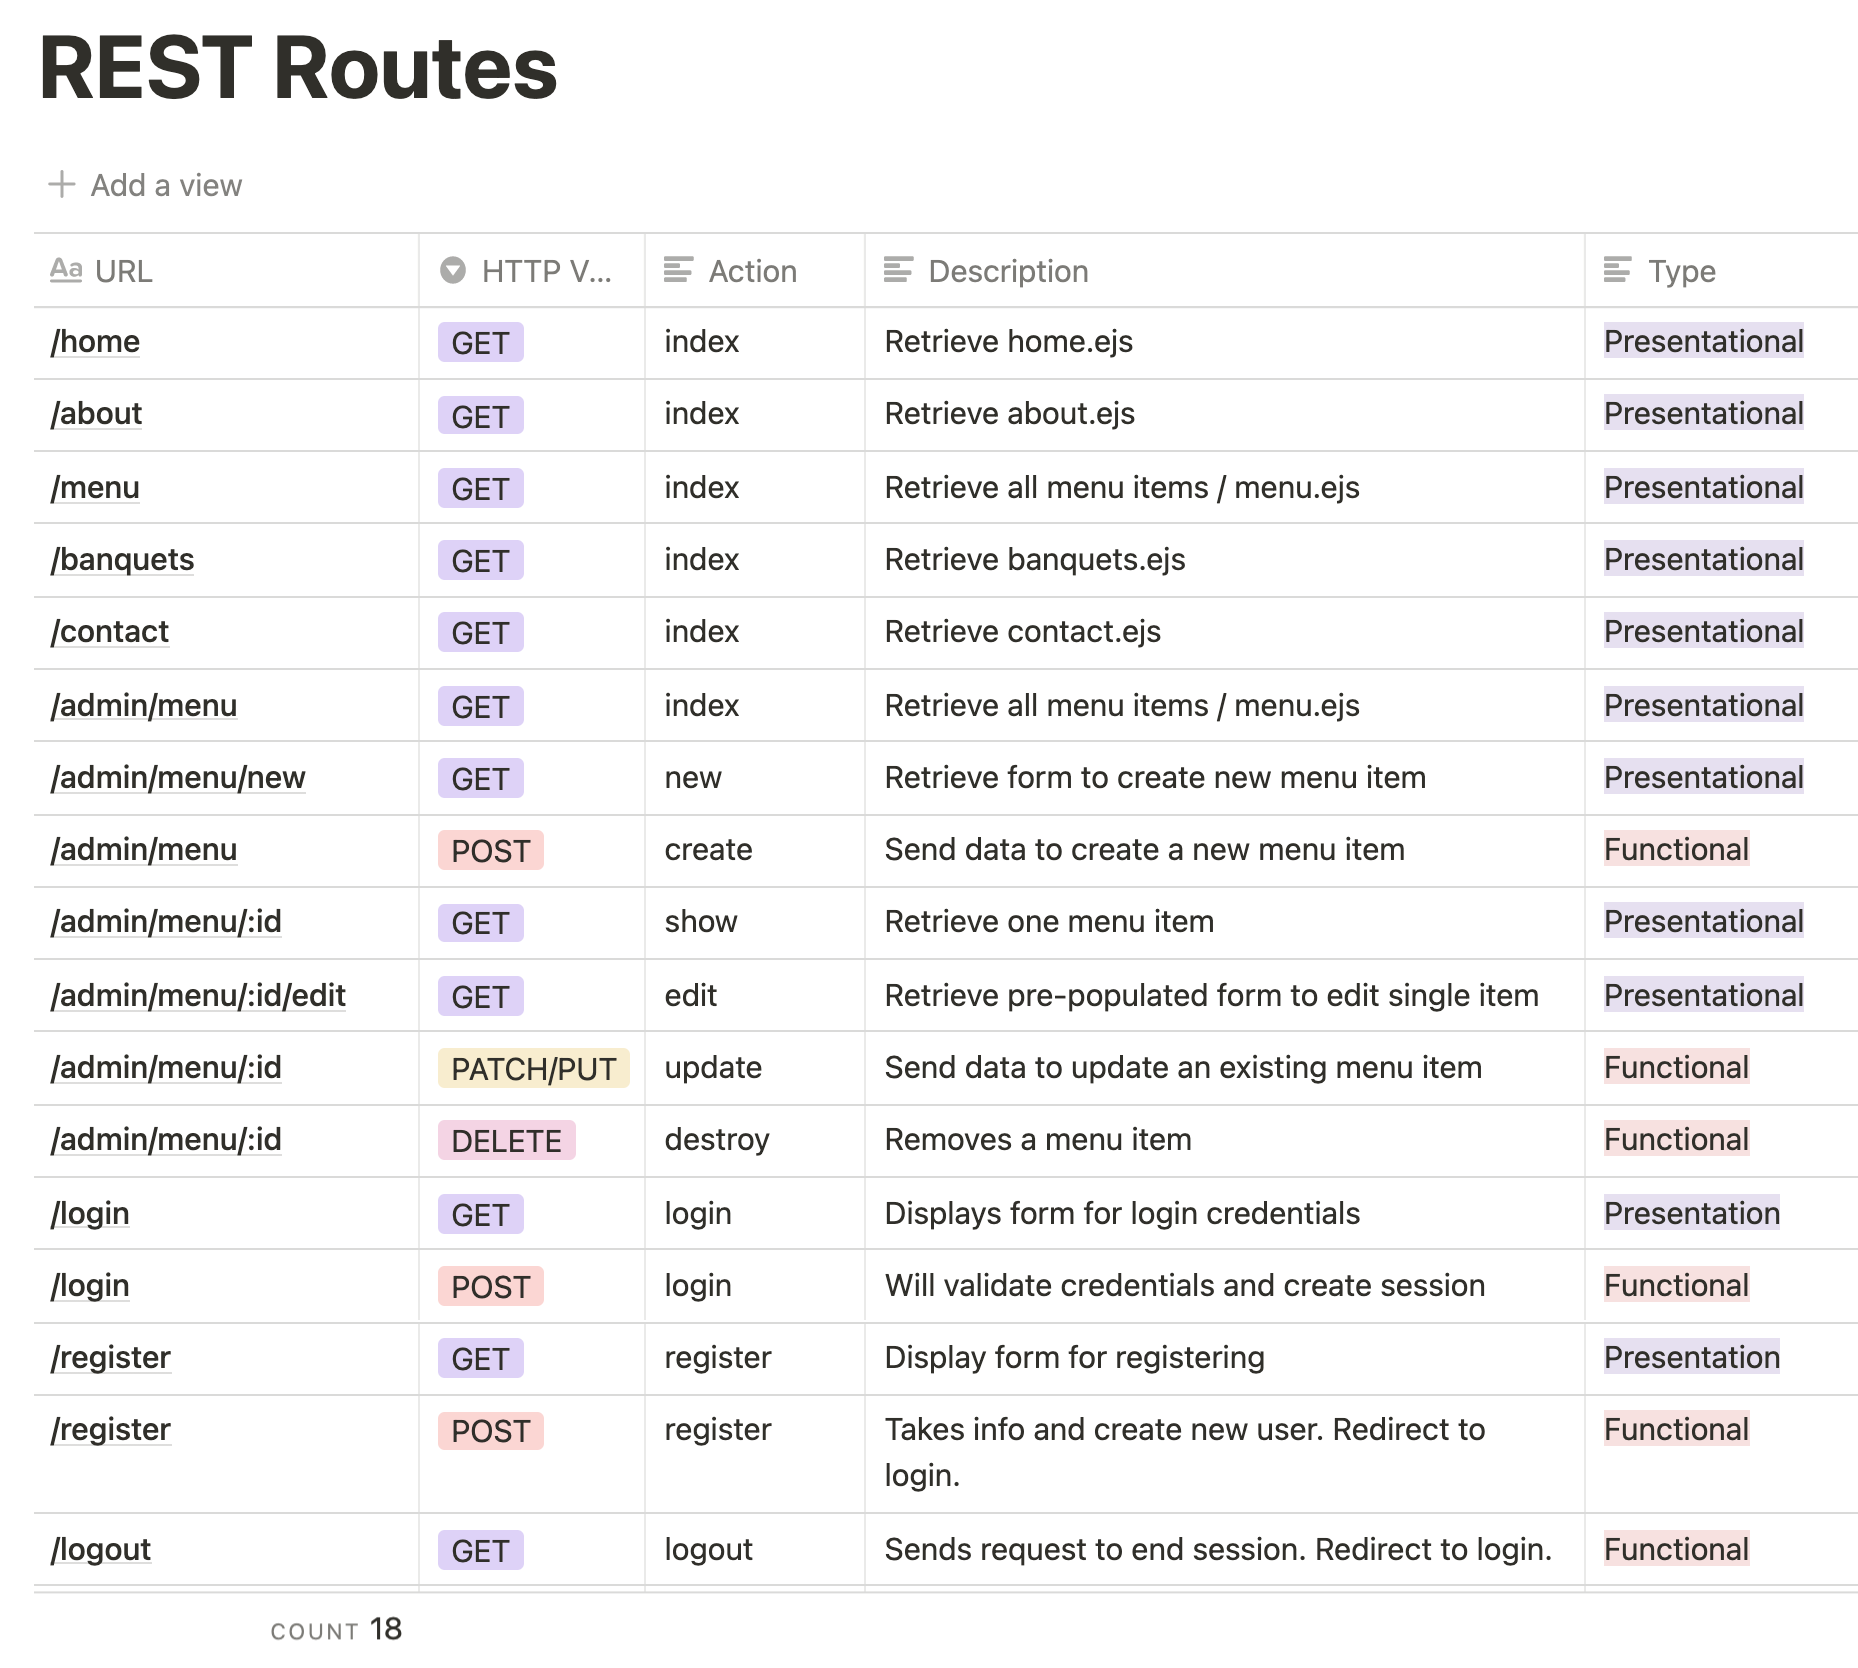 REST Routes
Add a view
Aa URL HTTP V... Action Description Type
/home GET index Retrieve home.ejs Presentational
/about GET index Retrieve about.ejs Presentational
/menu GET index Retrieve all menu items / menu.ejs Presentational
/banquets GET index Retrieve banquets.ejs Presentational
/contact GET index Retrieve contact.ejs Presentational
/admin/menu GET index Retrieve all menu items / menu.ejs Presentational
/admin/menu/new GET new Retrieve form to create new menu item Presentational
/admin/menu POST create Send data to create a new menu item Functional
/admin/menu/:id GET show Retrieve one menu item Presentational
/admin/menu/:id/edit GET edit Retrieve pre-populated form to edit single item Presentational
/admin/menu/:id PATCH/PUT update Send data to update an existing menu item Functional
/admin/menu/:id DELETE destroy Removes a menu item Functional
/login GET login Displays form for login credentials Presentation
/login POST login Will validate credentials and create session Functional
/register GET register Display form for registering Presentation
/register POST register Takes info and create new user. Redirect to Functional
login.
/logout GET logout Sends request to end session. Redirect to login. Functional
COUNT 18